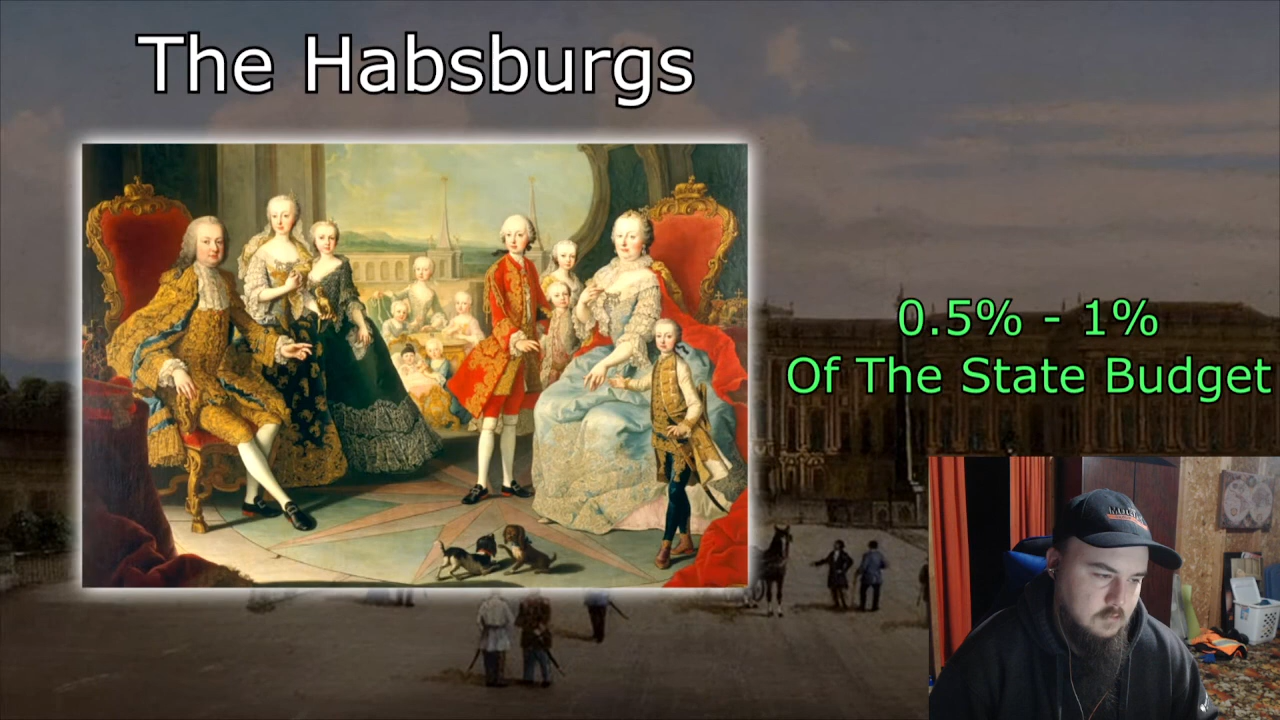 The Habsburgs
0.5% - 1%
Of The State Budget